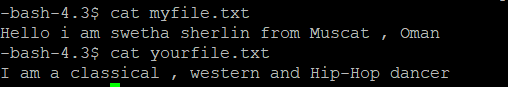 -bash-4.3$ cat myfile.txt
Hello i am swetha sherlin from Muscat , Oman
-bash-4.3$ cat yourfile.txt
I am a classical , western and Hip-Hop dancer